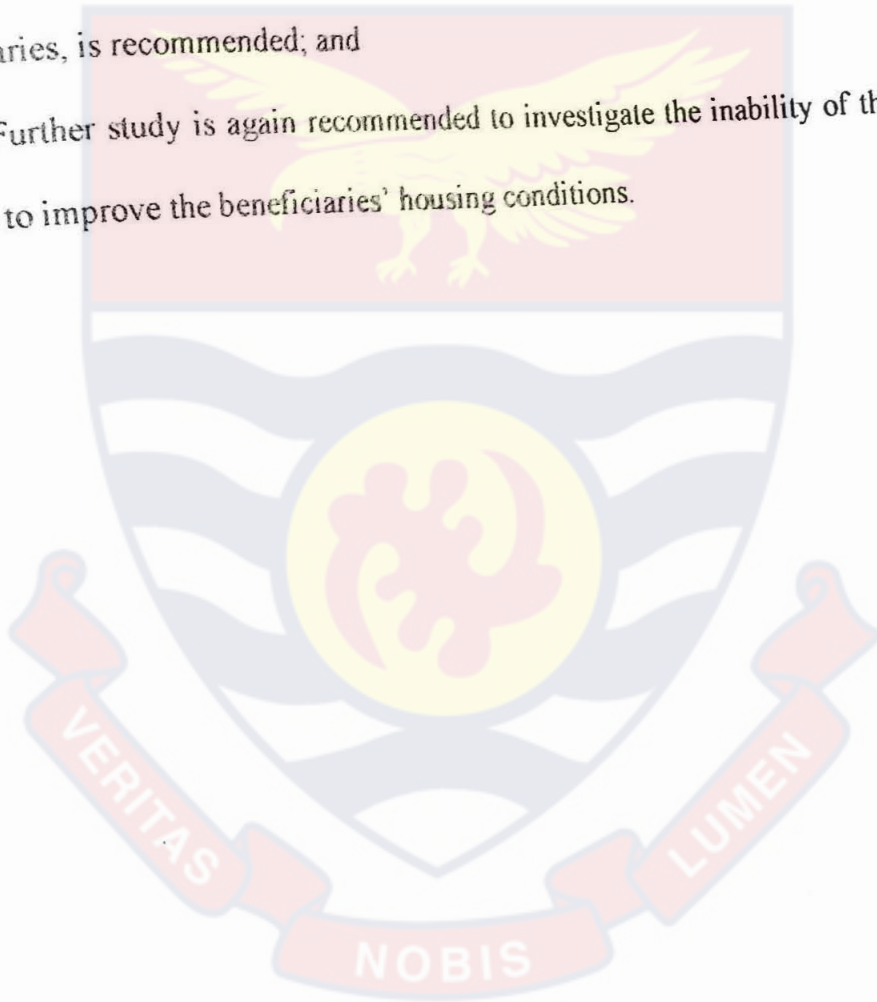 aries, is recommended; and
Further study is again recommended to investigate the inability of th
to improve the beneficiaries' housing conditions.
VERITAS
NOBIS
LUMEN